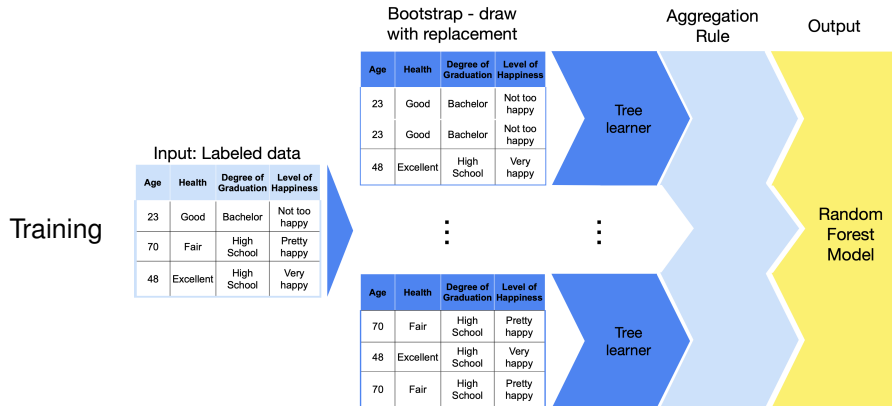 Bootstrap - draw
with replacement
Aggregation
Rule
Output
Age Health Degree of Graduation Level of Happiness
23 Good Bachelor Not too happy
23 Good Bachelor Not too happy
48 Excellent High School Very happy
Tree
learner
Input: Labeled data
Age Health Degree of Graduation Level of Happiness
23 Good Bachelor Not too happy
70 Fair High School Pretty happy
48 Excellent High School Very happy
Training
Random
Forest
Model
Age Health Degree of Graduation Level of Happiness
70 Fair High School Pretty happy
48 Excellent High School Very happy
70 Fair High School Pretty happy
Tree
learner